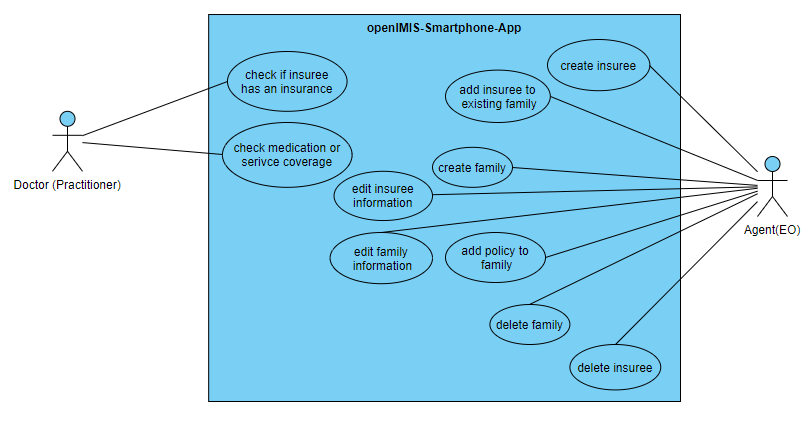 openIMIS-Smartphone-App
create insuree
check if insuree
has an insurance
add insuree to
existing family
check medication or
serivce coverage
create family
Doctor (Practitioner)
edit insuree
information
Agent(EO)
edit family
information
add policy to
family
delete family
delete insuree